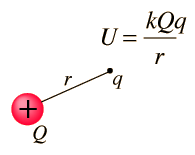 U = kQq / r
r
q
+
Q